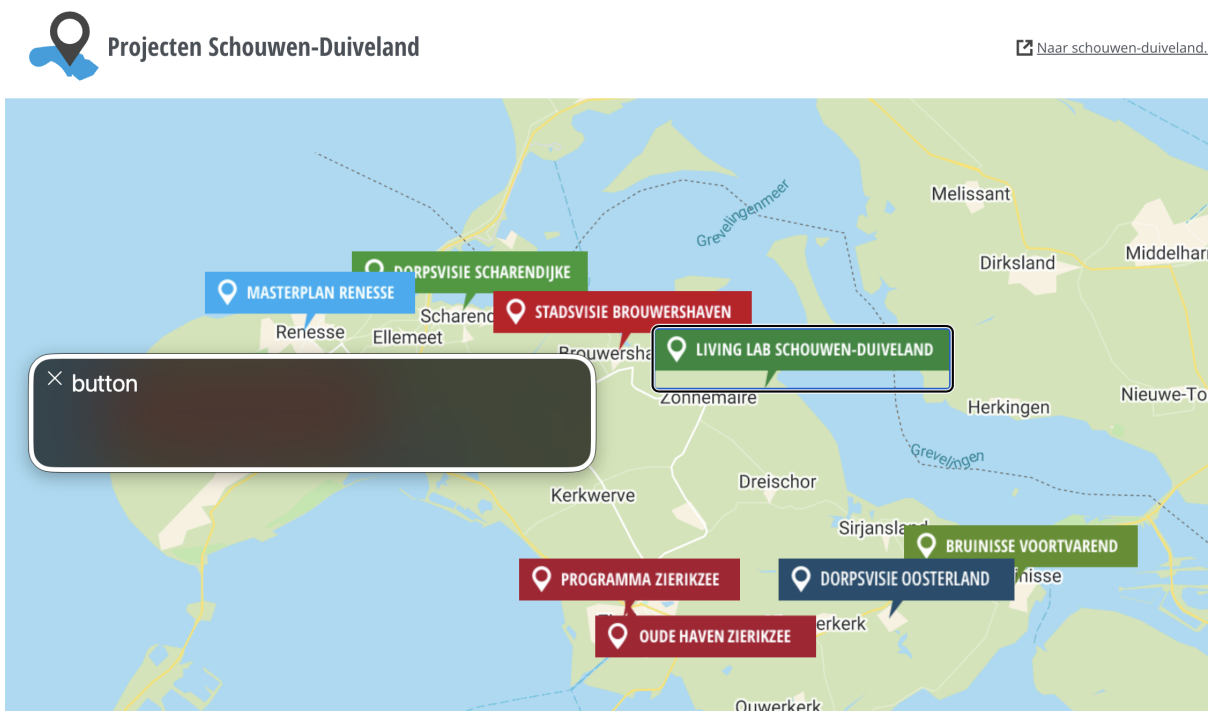 Projecten Schouwen-Duiveland
Naar schouwen-duiveland.
Grevelingenmeer
Melissant
Middelhar
Dirksland
DORPSVISIE SCHARENDIJKE
MASTERPLAN RENESSE
STADSVISIE BROUWERSHAVEN
Scharend
Renesse
Ellemeet
Brouwersha
LIVING LAB SCHOUWEN-DUIVELAND
button
Zonnemaire
Nieuwe-To
Herkingen
Grevelingen
Dreischor
Kerkwerve
Sirjansland
BRUINISSE VOORTVAREND
PROGRAMMA ZIERIKZEE
DORPSVISIE OOSTERLAND
nisse
erkerk
OUDE HAVEN ZIERIKZEE
Ouwerkerk